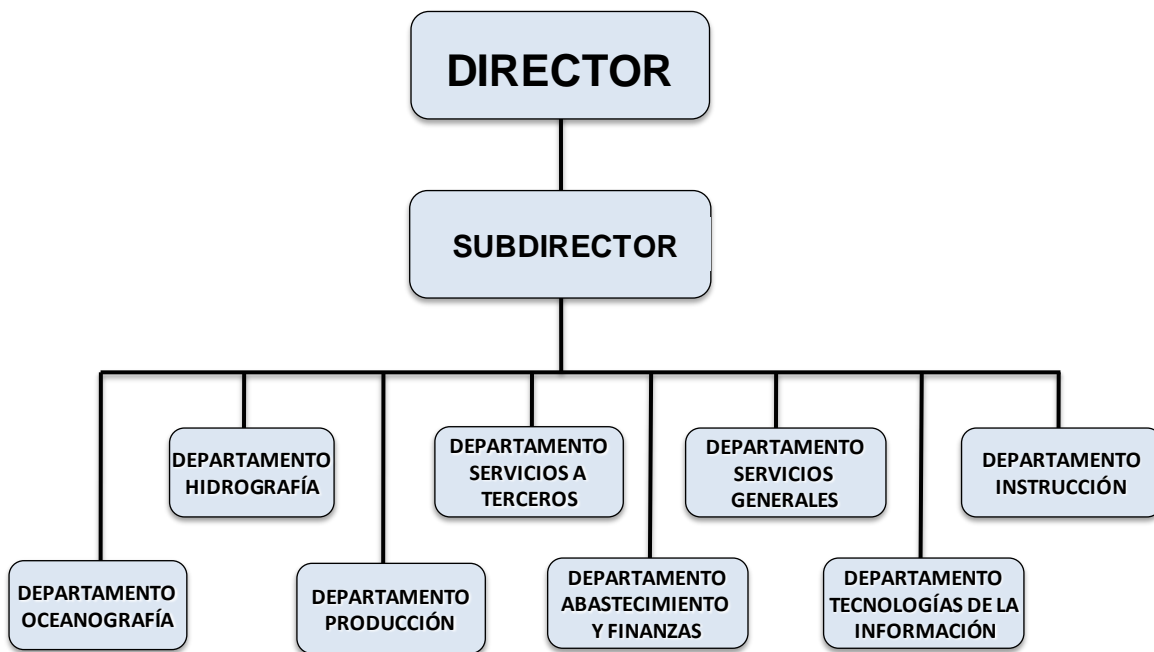 DIRECTOR
SUBDIRECTOR
DEPARTAMENTO
HIDROGRAFÍA
DEPARTAMENTO
SERVICIOS A
TERCEROS
DEPARTAMENTO
SERVICIOS
GENERALES
DEPARTAMENTO
INSTRUCCIÓN
DEPARTAMENTO
OCEANOGRAFÍA
DEPARTAMENTO
PRODUCCIÓN
DEPARTAMENTO
ABASTECIMIENTO
Y FINANZAS
DEPARTAMENTO
TECNOLOGÍAS DE LA
INFORMACIÓN